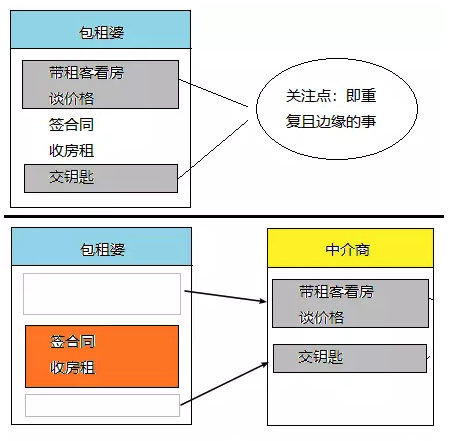 包租婆
带租客看房
谈价格
签合同
收房租
交钥匙
关注点：即重
复且边缘的事
包租婆
签合同
收房租
中介商
带租客看房
谈价格
交钥匙